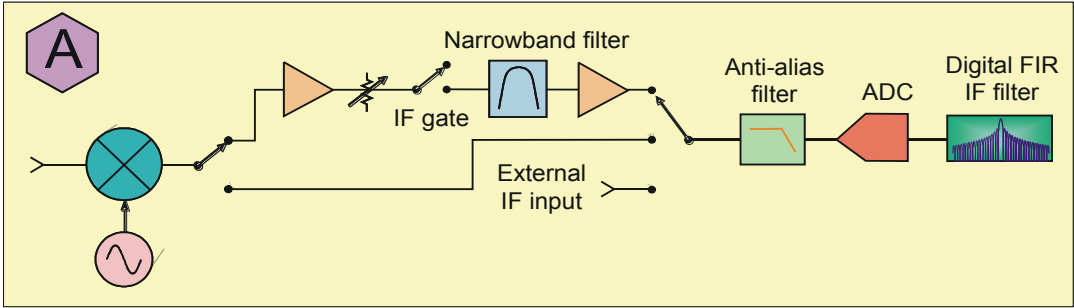 A
Narrowband filter
IF gate
External
IF input
Anti-alias
filter
ADC
Digital FIR
IF filter